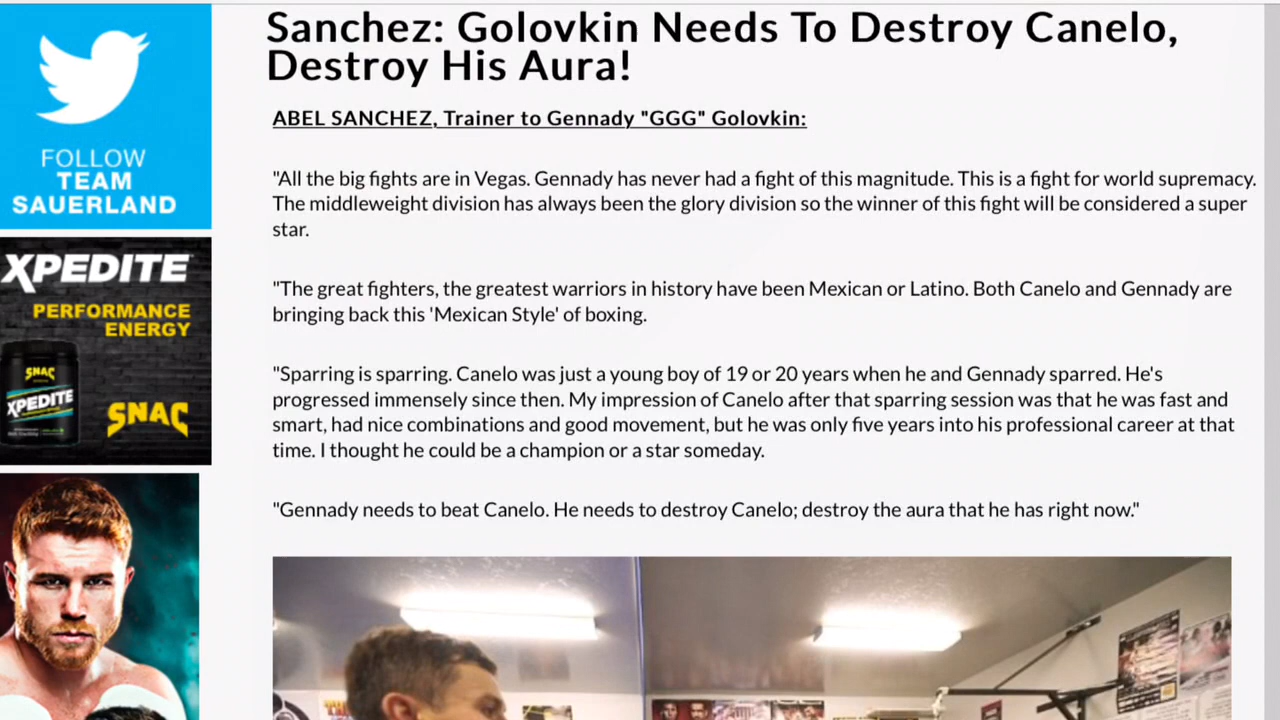 Sanchez: Golovkin Needs To Destroy Canelo,
Destroy His Aura!
ABEL SANCHEZ, Trainer to Gennady "GGG" Golovkin:
"All the big fights are in Vegas. Gennady has never had a fight of this magnitude. This is a fight for world supremacy.
The middleweight division has always been the glory division so the winner of this fight will be considered a super
star.
"The great fighters, the greatest warriors in history have been Mexican or Latino. Both Canelo and Gennady are
bringing back this 'Mexican Style' of boxing.
"Sparring is sparring. Canelo was just a young boy of 19 or 20 years when he and Gennady sparred. He's
progressed immensely since then. My impression of Canelo after that sparring session was that he was fast and
smart, had nice combinations and good movement, but he was only five years into his professional career at that
time. I thought he could be a champion or a star someday.
"Gennady needs to beat Canelo. He needs to destroy Canelo; destroy the aura that he has right now."
FOLLOW
TEAM
SAUERLAND
XPEDITE
PERFORMANCE
ENERGY
SNAC
XPEDITE
SNAC